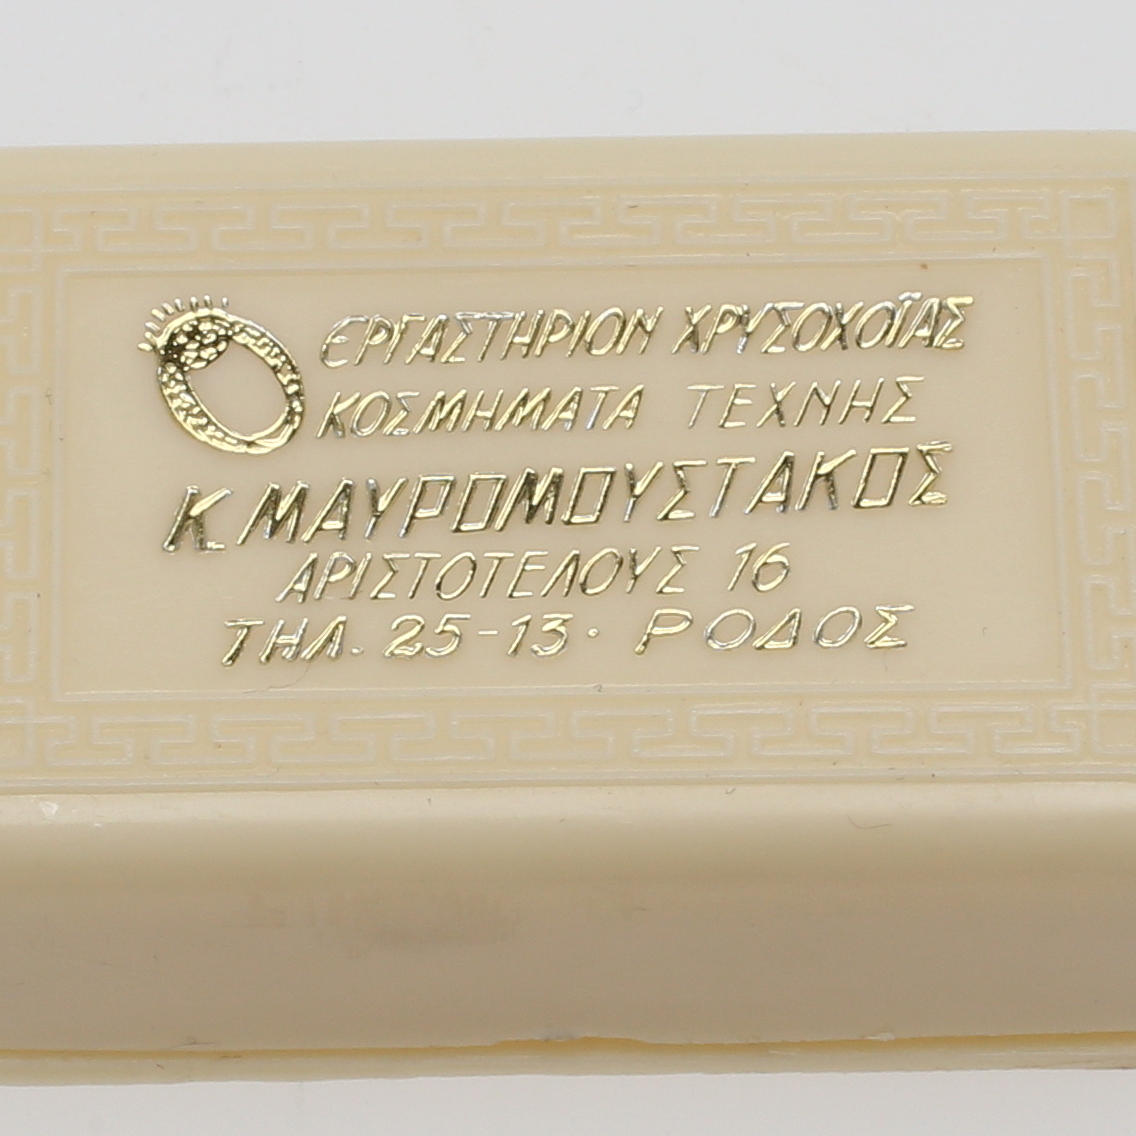 ΕΡΓΑΣΤΗΡΙΟΝ ΧΡΥΣΟΧΟΪΑΣ
ΚΟΣΜΗΜΑΤΑ ΤΕΧΝΗΣ
Κ. ΜΑΥΡΟΜΟΥΣΤΑΚΟΣ
ΑΡΙΣΤΟΤΕΛΟΥΣ 16
ΤΗΛ. 25-13 · ΡΟΔΟΣ